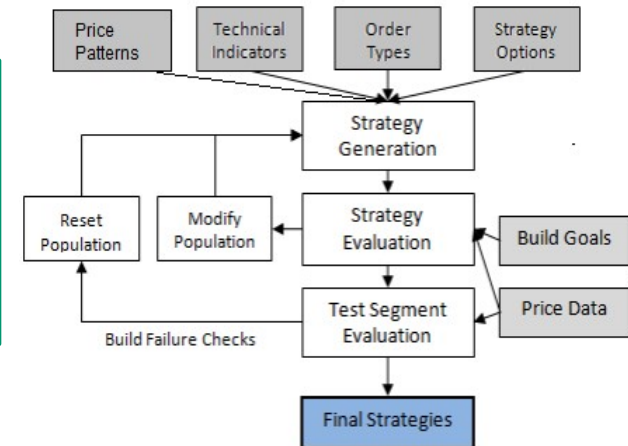 Price
Patterns
Technical
Indicators
Order
Types
Strategy
Options
Strategy
Generation
Reset
Population
Modify
Population
Strategy
Evaluation
Build Goals
Price Data
Test Segment
Evaluation
Build Failure Checks
Final Strategies